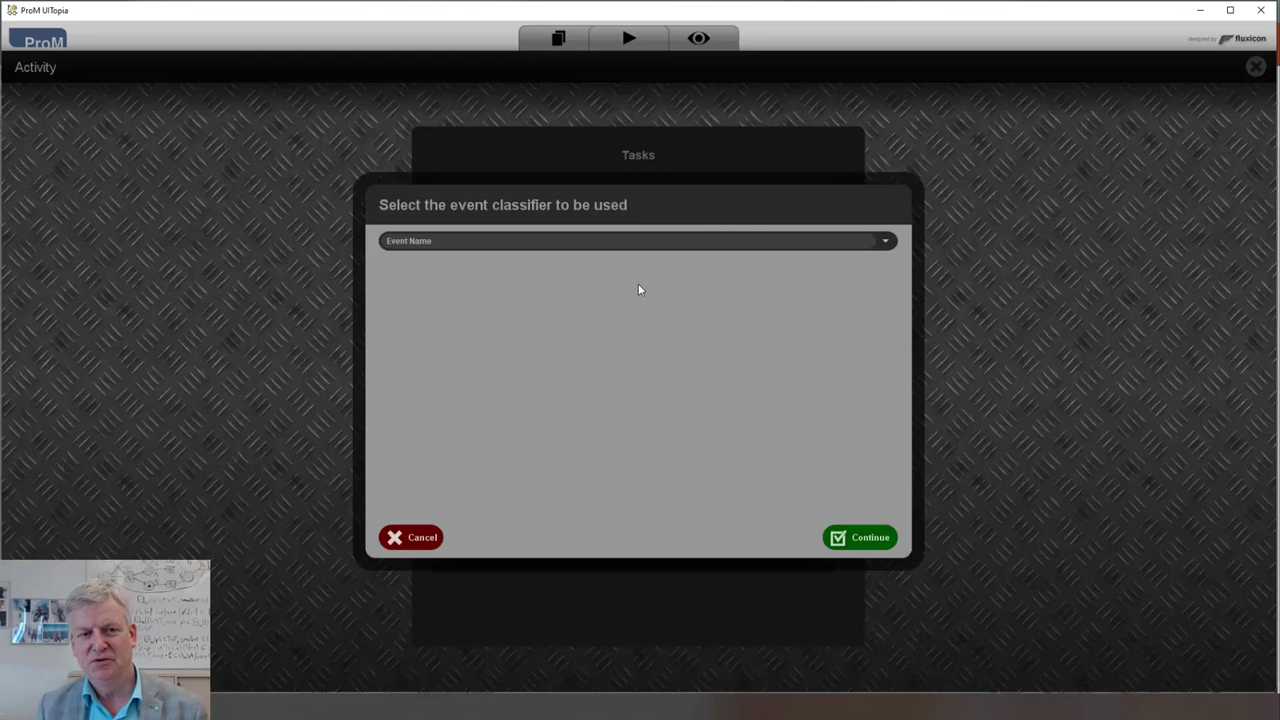 ProM UITopia
ProM
designed by fluxicon
Activity
Tasks
Select the event classifier to be used
Event Name
Cancel
Continue